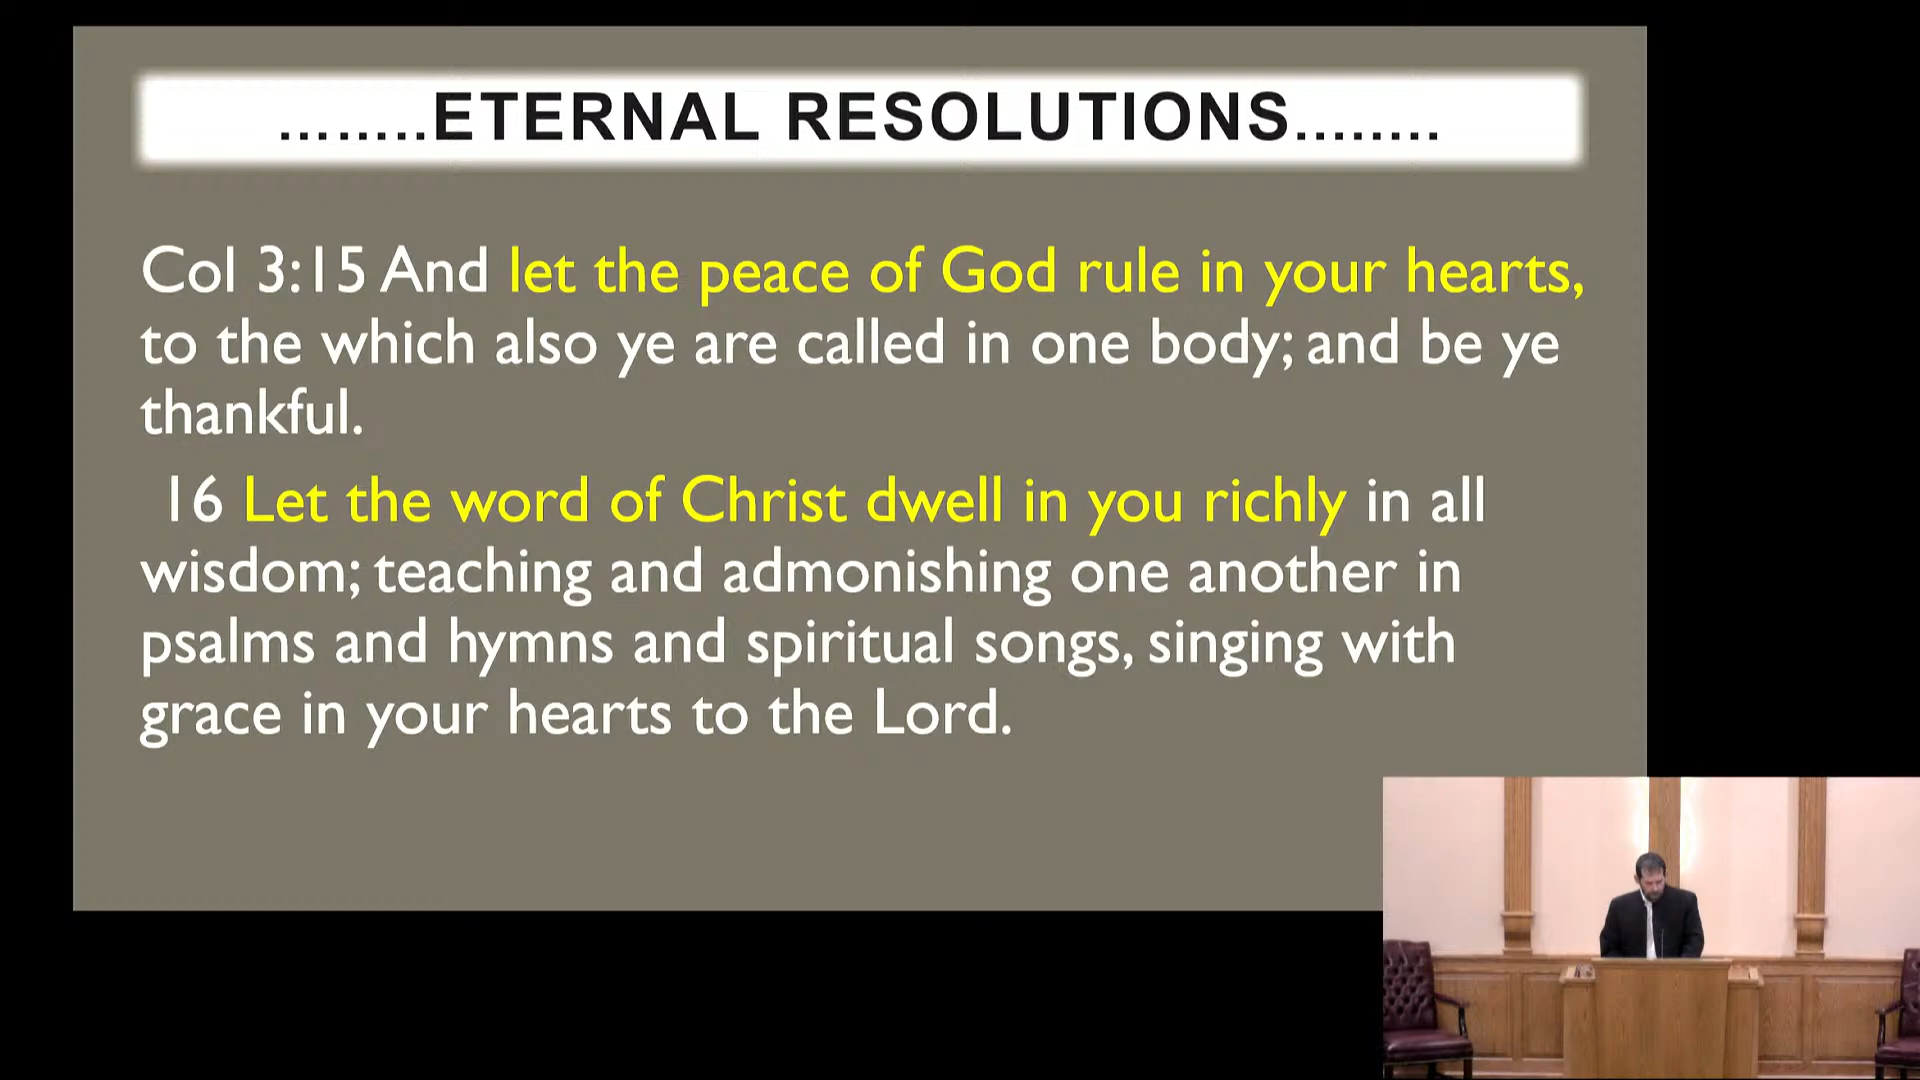 ........ETERNAL RESOLUTIONS........
Col 3:15 And let the peace of God rule in your hearts,
to the which also ye are called in one body; and be ye
thankful.
16 Let the word of Christ dwell in you richly in all
wisdom; teaching and admonishing one another in
psalms and hymns and spiritual songs, singing with
grace in your hearts to the Lord.